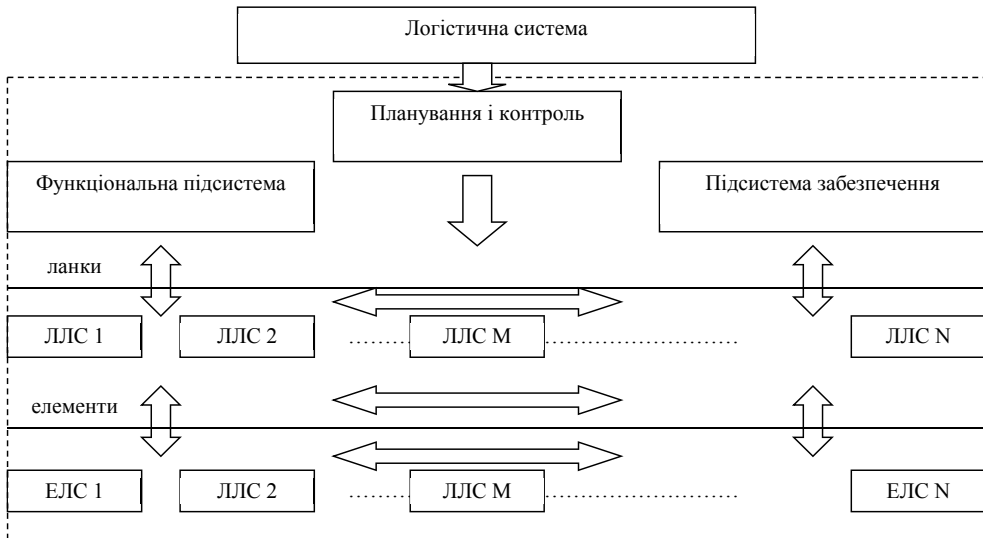 Логістична система
Планування і контроль
Функціональна підсистема
Підсистема забезпечення
ланки
ЛЛС 1
ЛЛС 2
………
ЛЛС М
……………………
ЛЛС N
елементи
ЕЛС 1
ЛЛС 2
………
ЛЛС М
……………………
ЕЛС N